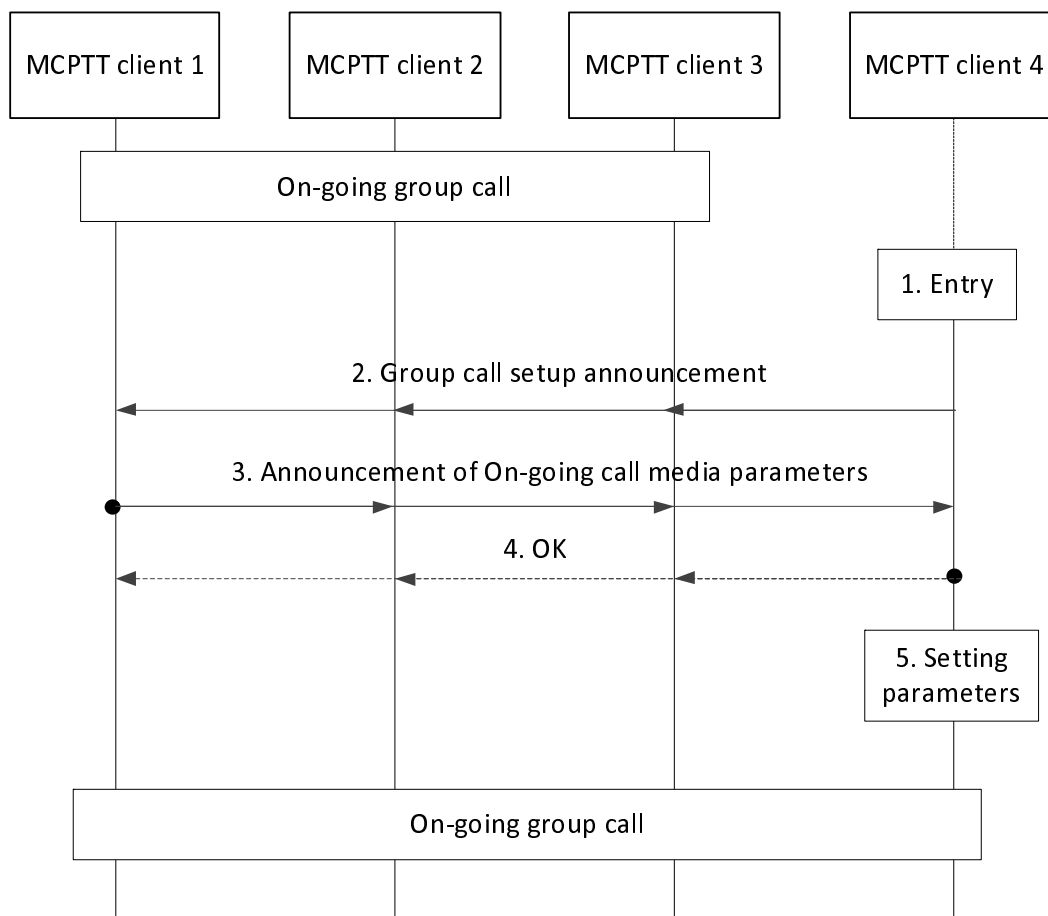 MCPTT client 1
MCPTT client 2
MCPTT client 3
MCPTT client 4
On-going group call
1. Entry
2. Group call setup announcement
3. Announcement of On-going call media parameters
4. OK
5. Setting
parameters
On-going group call